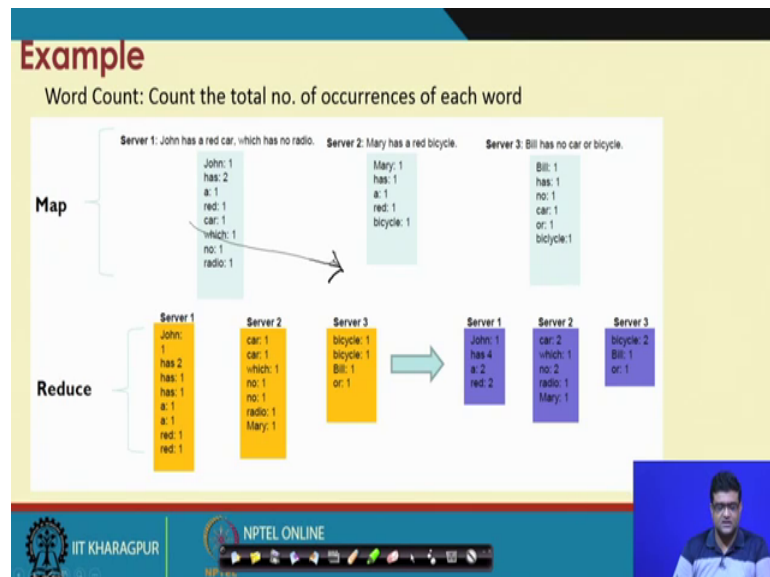 Example
Word Count: Count the total no. of occurrences of each word
Server 1: John has a red car, which has no radio.
Server 2: Mary has a red bicycle.
Server 3: Bill has no car or bicycle.
Map
John: 1
has: 2
a: 1
red: 1
car: 1
which: 1
no: 1
radio: 1
Mary: 1
has: 1
a: 1
red: 1
bicycle: 1
Bill: 1
has: 1
no: 1
car: 1
or: 1
biclycle:1
Reduce
Server 1
John:
1
has 2
has: 1
has: 1
a: 1
a: 1
red: 1
red: 1
Server 2
car: 1
car: 1
which: 1
no: 1
no: 1
radio: 1
Mary: 1
Server 3
bicycle: 1
bicycle: 1
Bill: 1
or: 1
Server 1
John: 1
has 4
a: 2
red: 2
Server 2
car: 2
which: 1
no: 2
radio: 1
Mary: 1
Server 3
bicycle: 2
Bill: 1
or: 1
IIT KHARAGPUR
NPTEL ONLINE
NPTEL